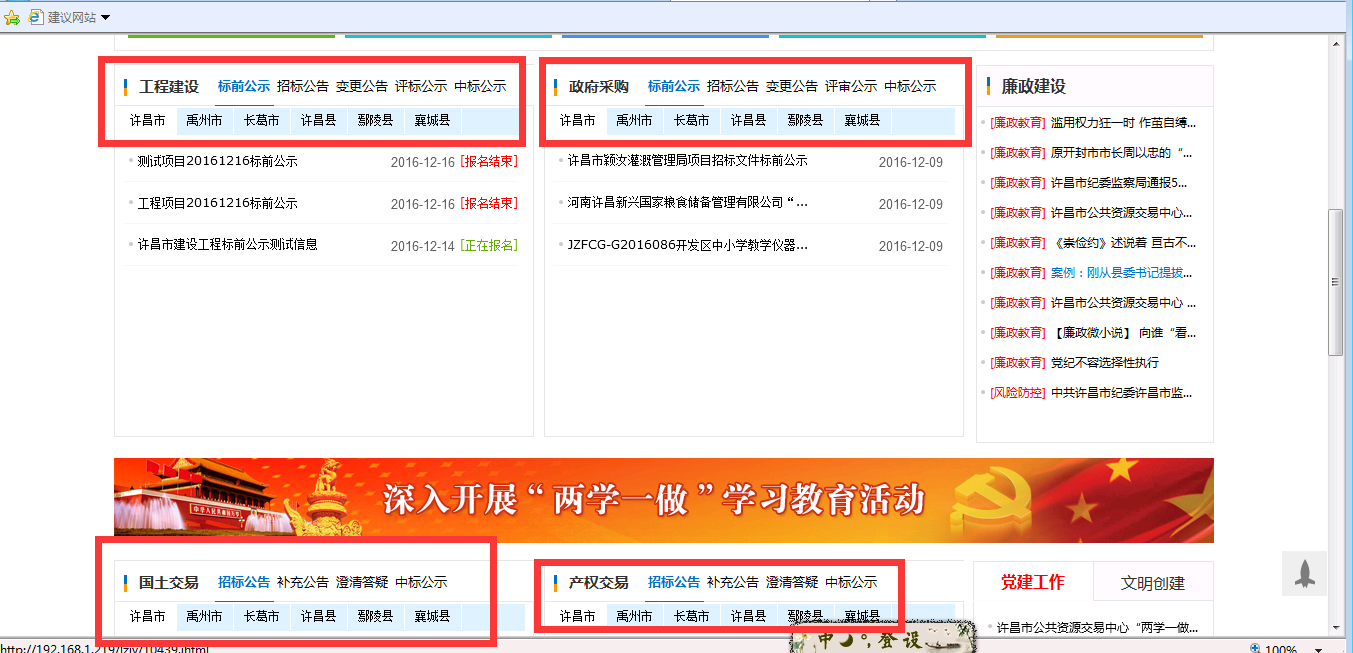 建议网站
工程建设 标前公示 招标公告 变更公告 评标公示 中标公示
许昌市 禹州市 长葛市 许昌县 鄢陵县 襄城县
测试项目20161216标前公示 2016-12-16 [报名结束]
工程项目20161216标前公示 2016-12-16 [报名结束]
许昌市建设工程标前公示测试信息 2016-12-14 [正在报名]
政府采购 标前公示 招标公告 变更公告 评审公示 中标公示
许昌市 禹州市 长葛市 许昌县 鄢陵县 襄城县
许昌市颍汝灌溉管理局项目招标文件标前公示 2016-12-09
河南许昌新兴国家粮食储备管理有限公司“... 2016-12-09
JZFCG-G2016086开发区中小学教学仪器... 2016-12-09
廉政建设
[廉政教育] 滥用权力狂一时 作茧自缚...
[廉政教育] 原开封市市长周以忠的“...
[廉政教育] 许昌市纪委监察局通报5...
[廉政教育] 许昌市公共资源交易中心...
[廉政教育] 《崇俭约》述说着 亘古不...
[廉政教育] 案例：刚从县委书记提拔...
[廉政教育] 许昌市公共资源交易中心 ...
[廉政教育] 【廉政微小说】 向谁“看...
[廉政教育] 党纪不容选择性执行
[风险防控] 中共许昌市纪委许昌市监...
深入开展“两学一做”学习教育活动
国土交易 招标公告 补充公告 澄清答疑 中标公示
许昌市 禹州市 长葛市 许昌县 鄢陵县 襄城县
产权交易 招标公告 补充公告 澄清答疑 中标公示
许昌市 禹州市 长葛市 许昌县 鄢陵县 襄城县
党建工作 文明创建
许昌市公共资源交易中心“两学一做...
中 登 设
http://192.168.1.219/lzjy/10439.jhtml
100%